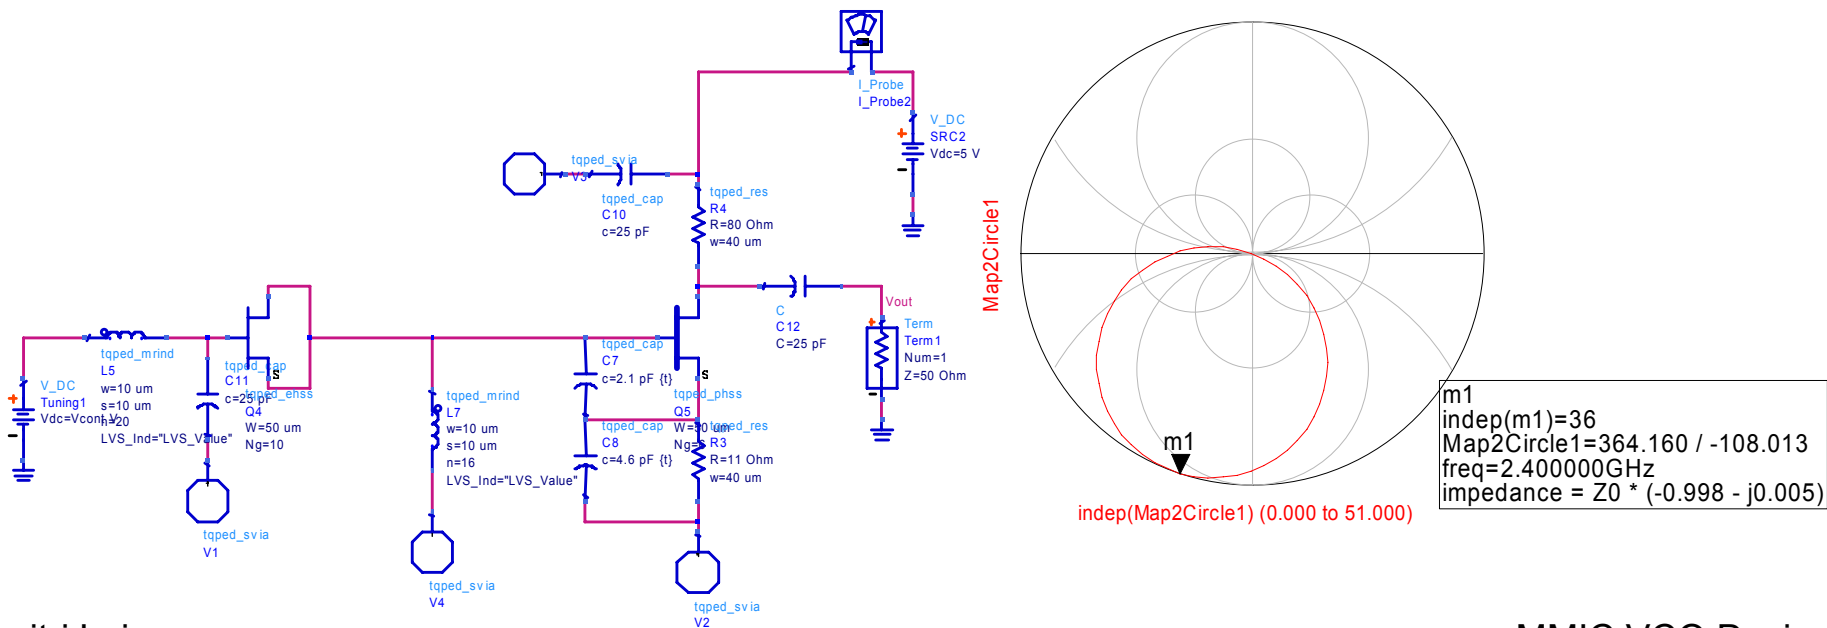 I_Probe
I_Probe2
V_DC
SRC2
Vdc=5 V
tqped_svia
V3
tqped_cap
C10
c=25 pF
tqped_res
R4
R=80 Ohm
w=40 um
C
C12
C=25 pF
Vout
Term
Term1
Num=1
Z=50 Ohm
tqped_mrind
L5
w=10 um
s=10 um
n=20
LVS_Ind="LVS_Value"
V_DC
Tuning1
Vdc=Vcont V
tqped_cap
C11
c=25 pF
S
tqped_ehss
Q4
W=50 um
Ng=10
tqped_svia
V1
tqped_mrind
L7
w=10 um
s=10 um
n=16
LVS_Ind="LVS_Value"
tqped_svia
V4
tqped_cap
C7
c=2.1 pF {t}
tqped_cap
C8
c=4.6 pF {t}
S
tqped_phss
Q5
tqped_res
R3
R=11 Ohm
w=40 um
tqped_svia
V2
Map2Circle1
m1
indep(Map2Circle1) (0.000 to 51.000)
m1
indep(m1)=36
Map2Circle1=364.160 / -108.013
freq=2.400000GHz
impedance = Z0 * (-0.998 - j0.005)
MMIC VCO